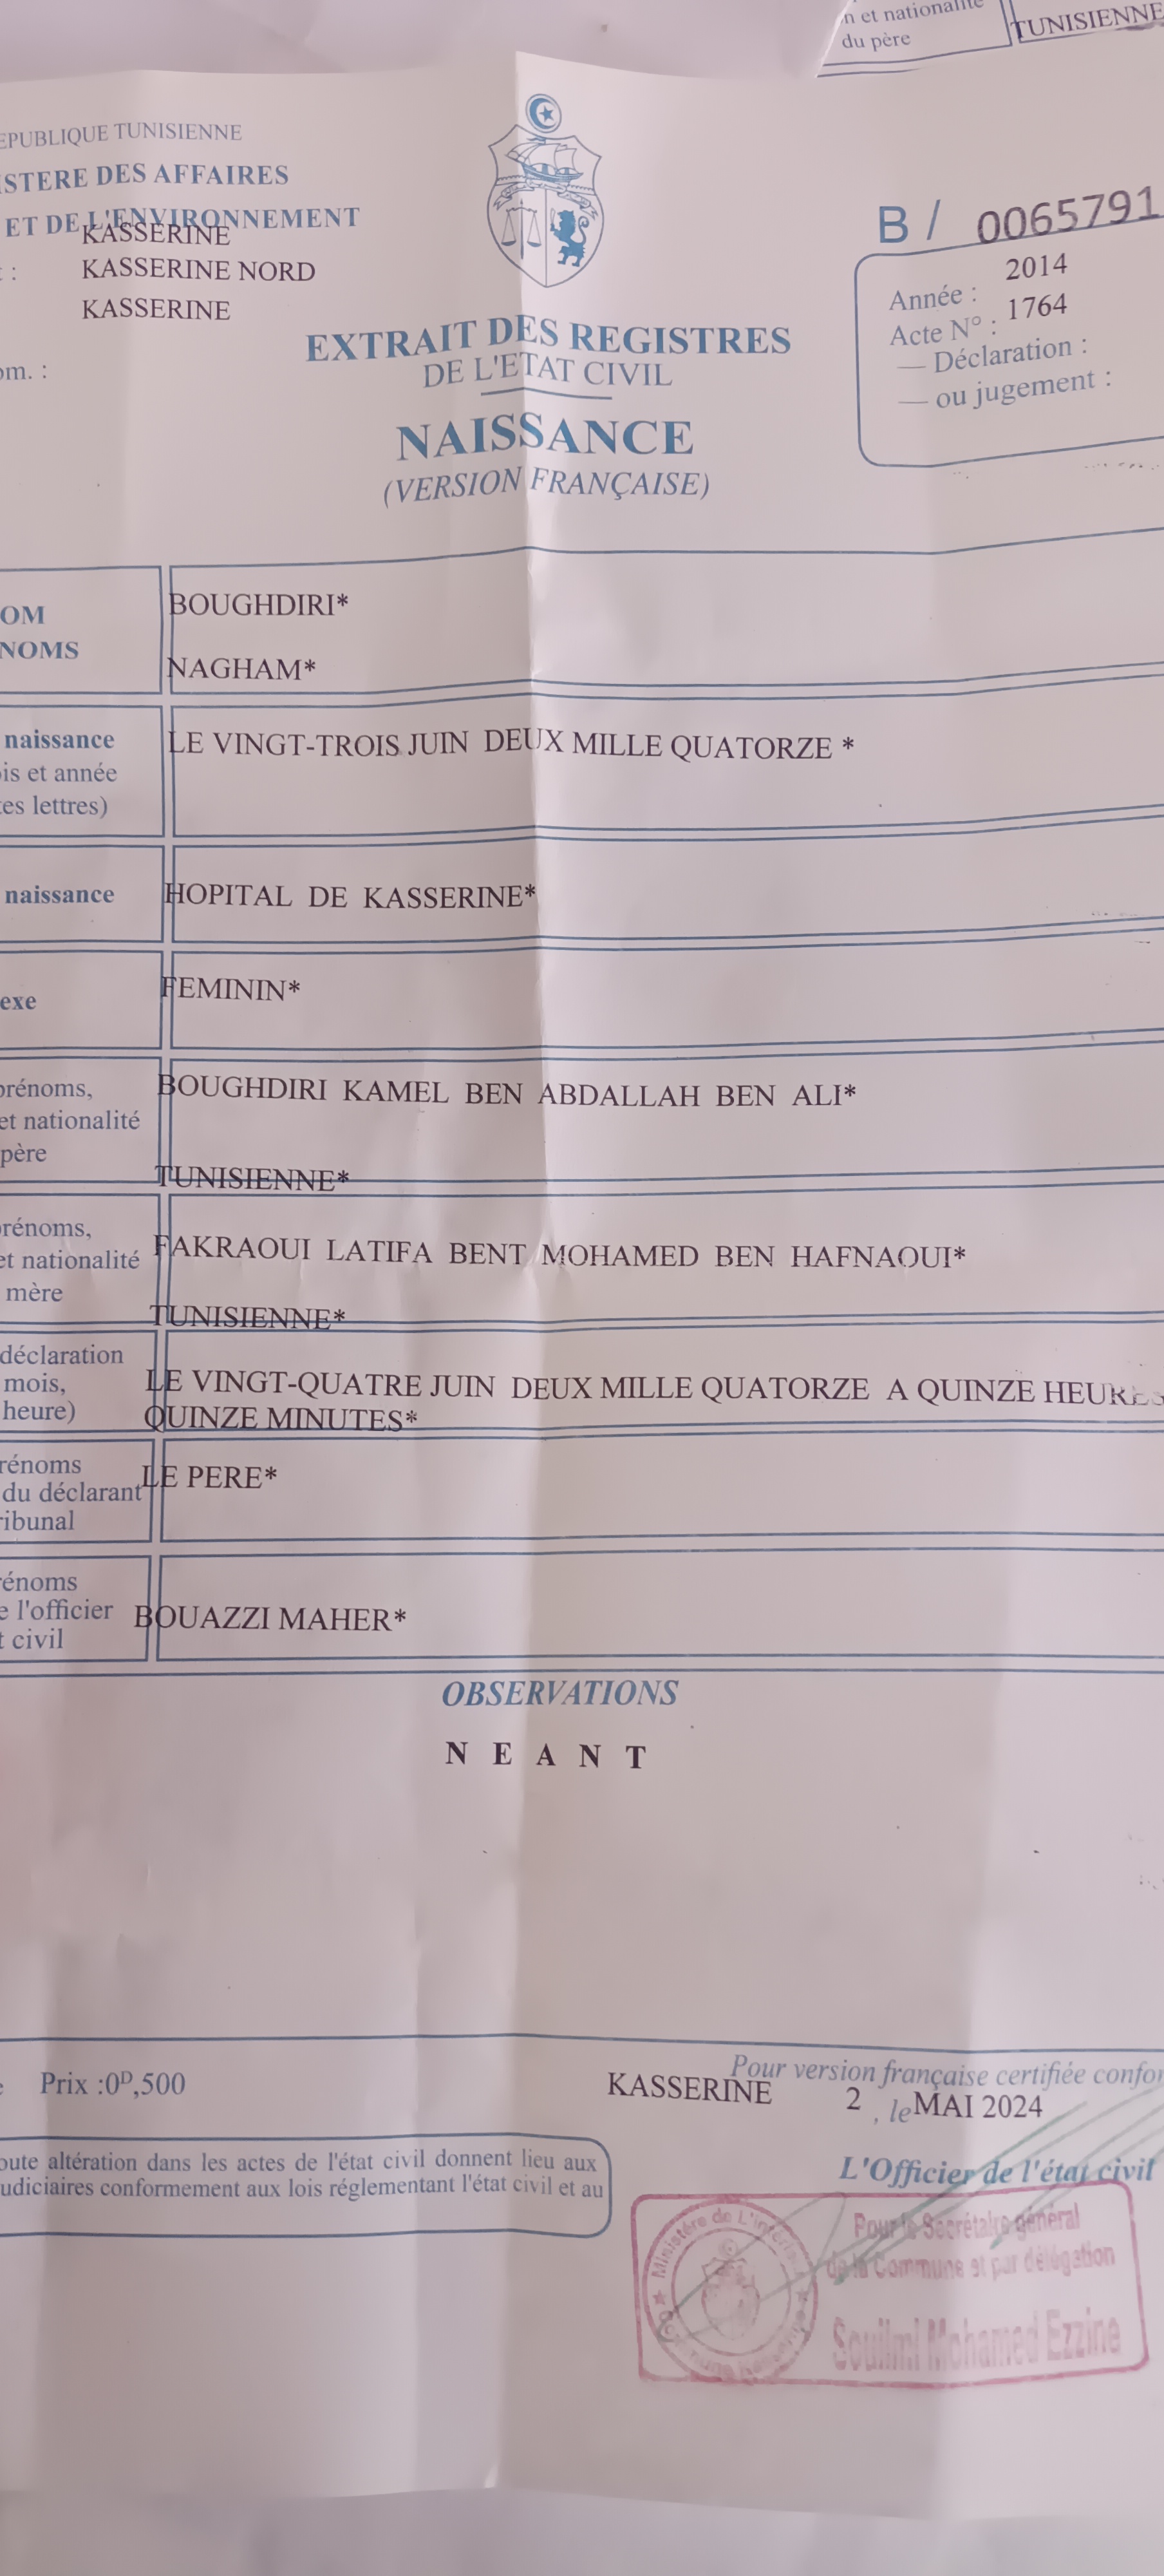 n et nationalité
du père
TUNISIENNE
EPUBLIQUE TUNISIENNE
ISTERE DES AFFAIRES
ET DE L'ENVIRONNEMENT
KASSERINE
: KASSERINE NORD
KASSERINE
om. :
B / 0065791
Année : 2014
Acte N° : 1764
— Déclaration :
— ou jugement :
EXTRAIT DES REGISTRES
DE L'ETAT CIVIL
NAISSANCE
(VERSION FRANÇAISE)
OM
NOMS
BOUGHDIRI*
NAGHAM*
naissance
is et année
tes lettres)
LE VINGT-TROIS JUIN DEUX MILLE QUATORZE *
naissance
HOPITAL DE KASSERINE*
exe
FEMININ*
prénoms,
et nationalité
père
BOUGHDIRI KAMEL BEN ABDALLAH BEN ALI*
TUNISIENNE*
rénoms,
et nationalité
mère
FAKRAOUI LATIFA BENT MOHAMED BEN HAFNAOUI*
TUNISIENNE*
déclaration
mois,
heure)
LE VINGT-QUATRE JUIN DEUX MILLE QUATORZE A QUINZE HEURES
QUINZE MINUTES*
rénoms
du déclarant
ribunal
LE PERE*
rénoms
e l'officier
t civil
BOUAZZI MAHER*
OBSERVATIONS
N E A N T
Prix :0D,500
Pour version française certifiée confor
KASSERINE 2 , le MAI 2024
oute altération dans les actes de l'état civil donnent lieu aux
udiciaires conformement aux lois réglementant l'état civil et au
L'Officier de l'état civil
Ministère de L'intérieur
Pour le Secrétaire général
de la Commune et par délégation
Souilmi Mohamed Ezzine